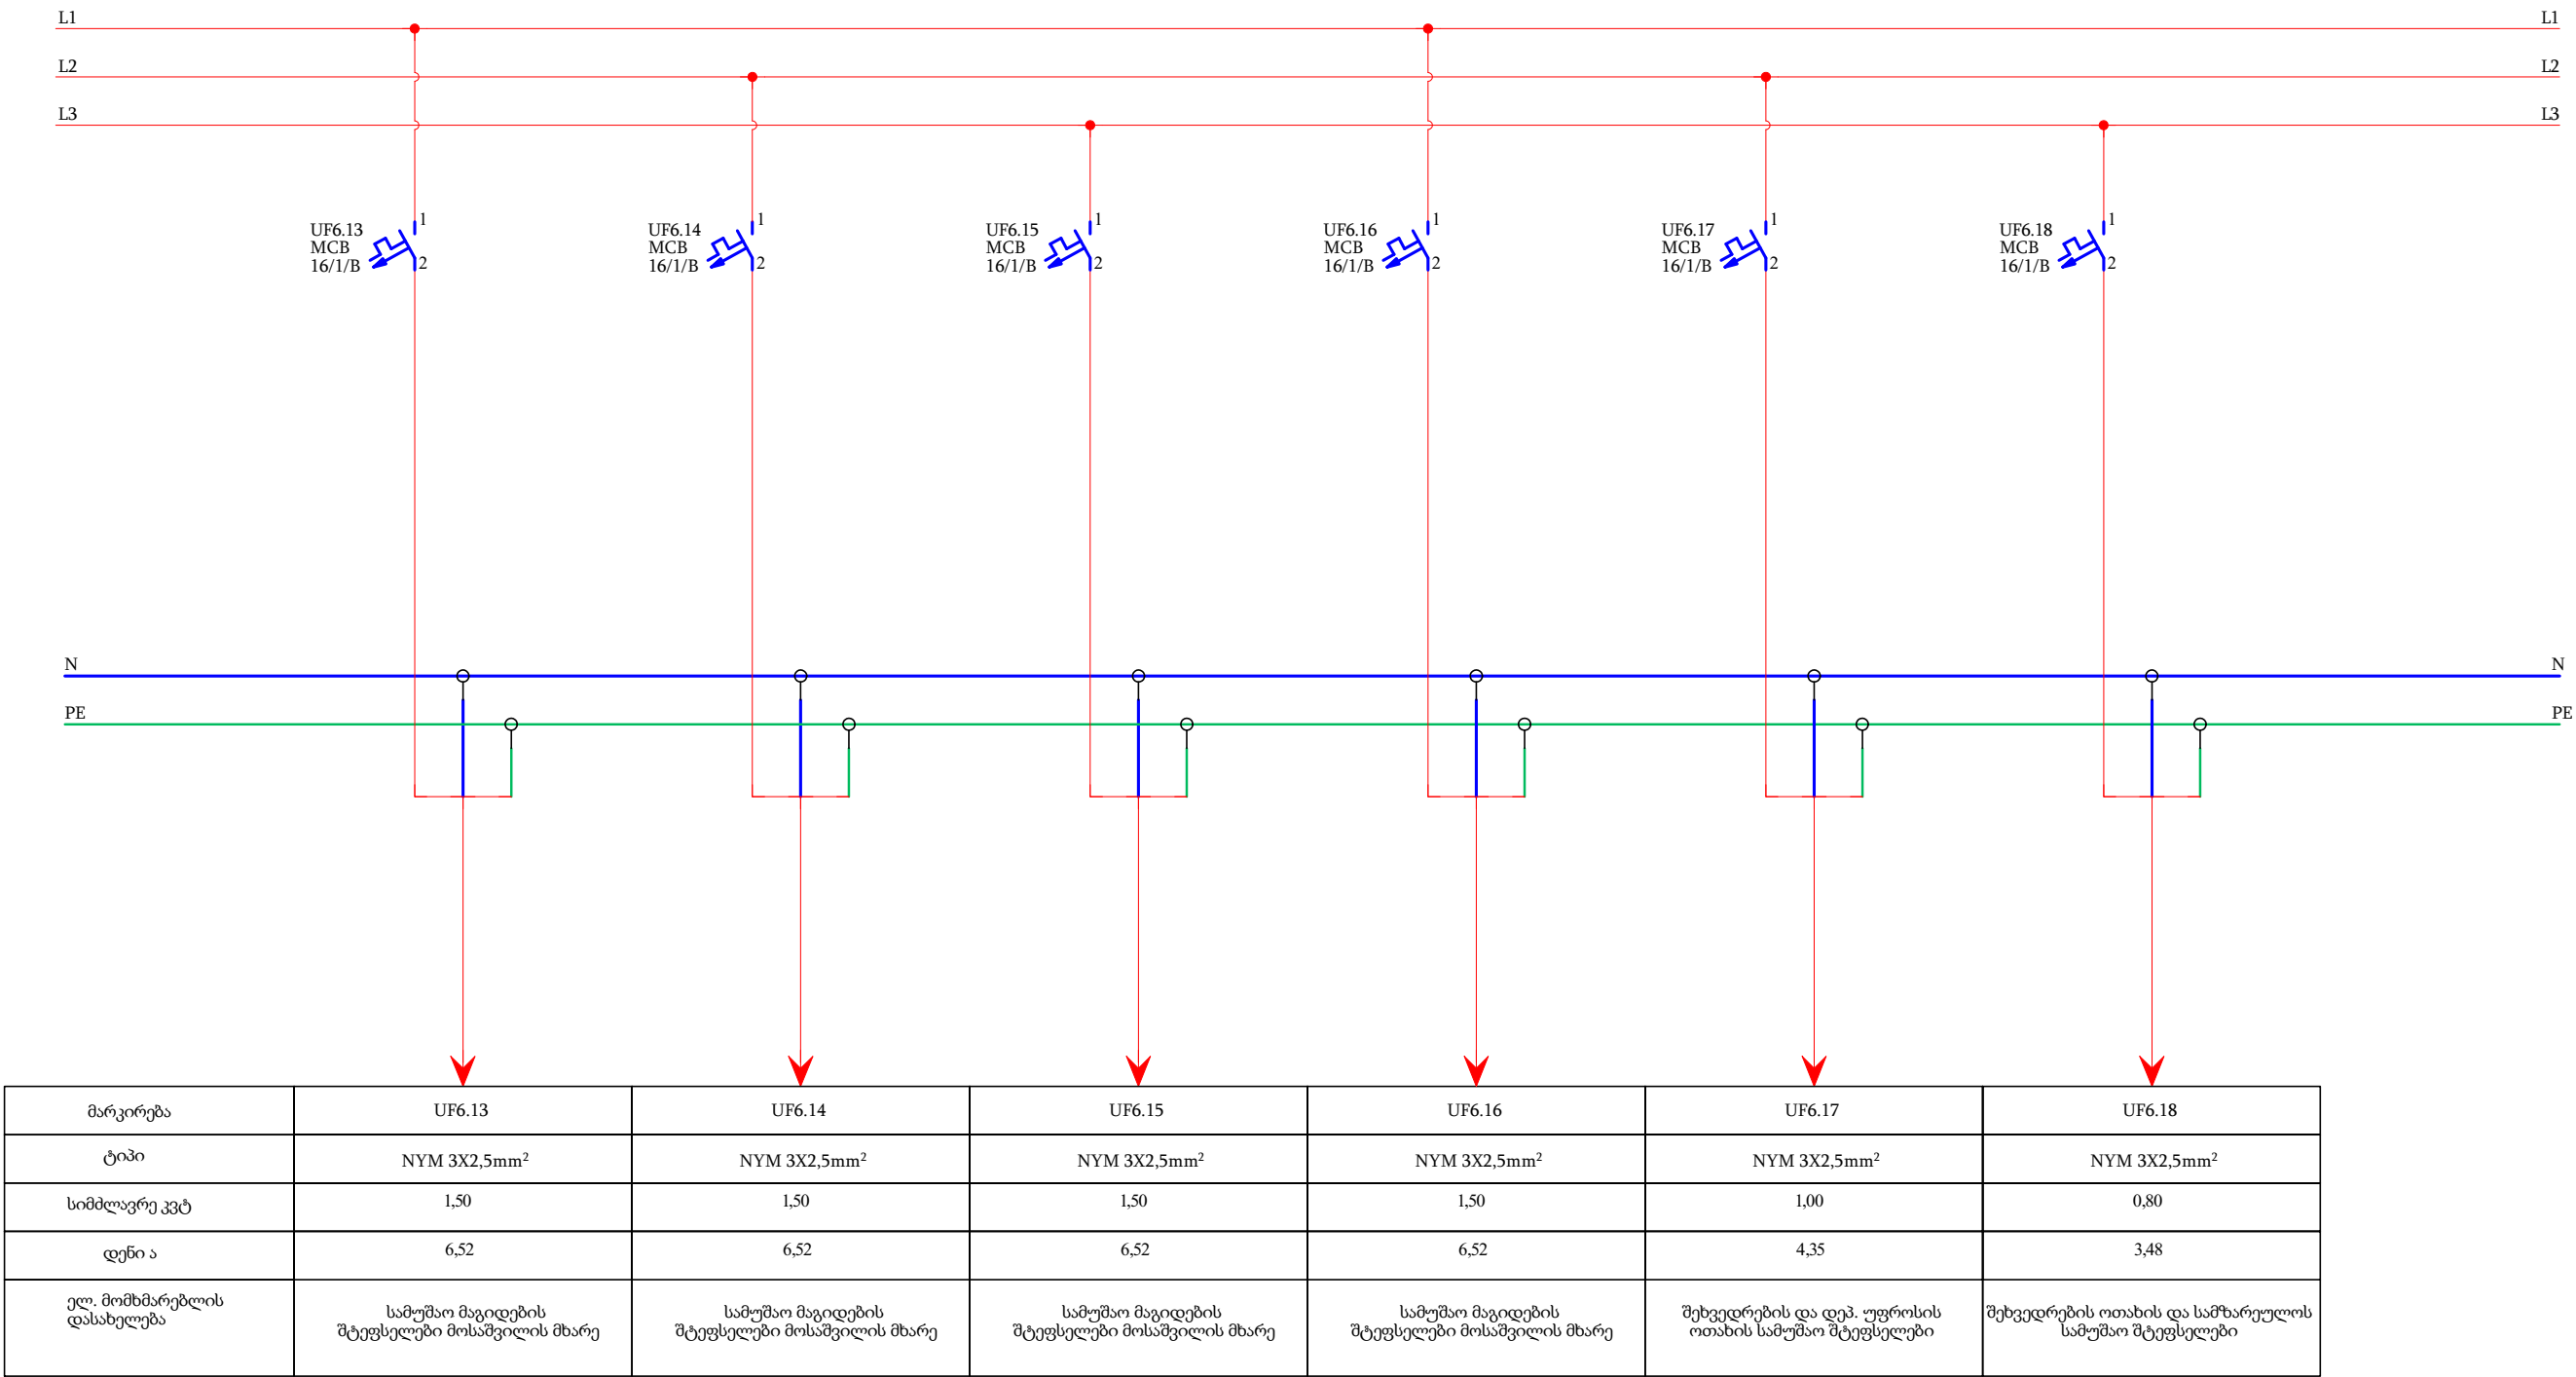 L1 L1
L2 L2
L3 L3
1 1 1 1 1 1
UF6.13 UF6.14 UF6.15 UF6.16 UF6.17 UF6.18
MCB MCB MCB MCB MCB MCB
16/1/B 16/1/B 16/1/B 16/1/B 16/1/B 16/1/B
2 2 2 2 2 2
N N
PE PE
მარკირება UF6.13 UF6.14 UF6.15 UF6.16 UF6.17 UF6.18
ტიპი NYM 3X2,5mm² NYM 3X2,5mm² NYM 3X2,5mm² NYM 3X2,5mm² NYM 3X2,5mm² NYM 3X2,5mm²
სიმძლავრე კვტ 1,50 1,50 1,50 1,50 1,00 0,80
დენი ა 6,52 6,52 6,52 6,52 4,35 3,48
ელ. მომხმარებლის
დასახელება
სამუშაო მაგიდების
შტეფსელები მოსაშვილის მხარე
სამუშაო მაგიდების
შტეფსელები მოსაშვილის მხარე
სამუშაო მაგიდების
შტეფსელები მოსაშვილის მხარე
სამუშაო მაგიდების
შტეფსელები მოსაშვილის მხარე
შეხვედრების და დეპ. უფროსის
ოთახის სამუშაო შტეფსელები
შეხვედრების ოთახის და სამზარეულოს
სამუშაო შტეფსელები